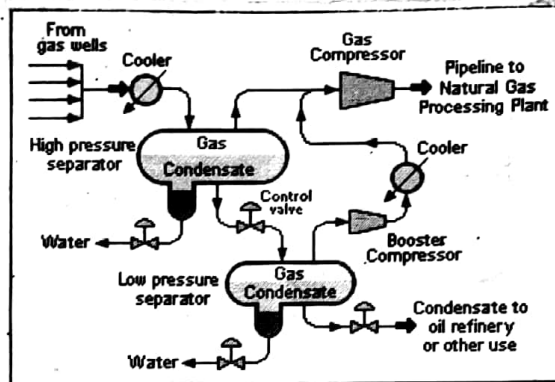 From
gas wells
Cooler
Gas
Compressor
Pipeline to
Natural Gas
Processing Plant
High pressure
separator
Gas
Condensate
Cooler
Control
valve
Water
Booster
Compressor
Low pressure
separator
Gas
Condensate
Condensate to
oil refinery
or other use
Water